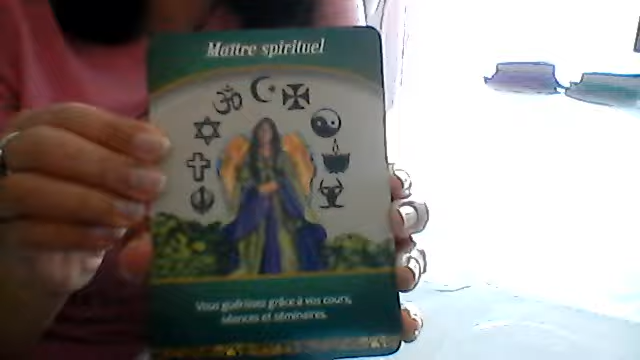 Maître spirituel
Vous guérissez grâce à vos cours,
séances et séminaires.